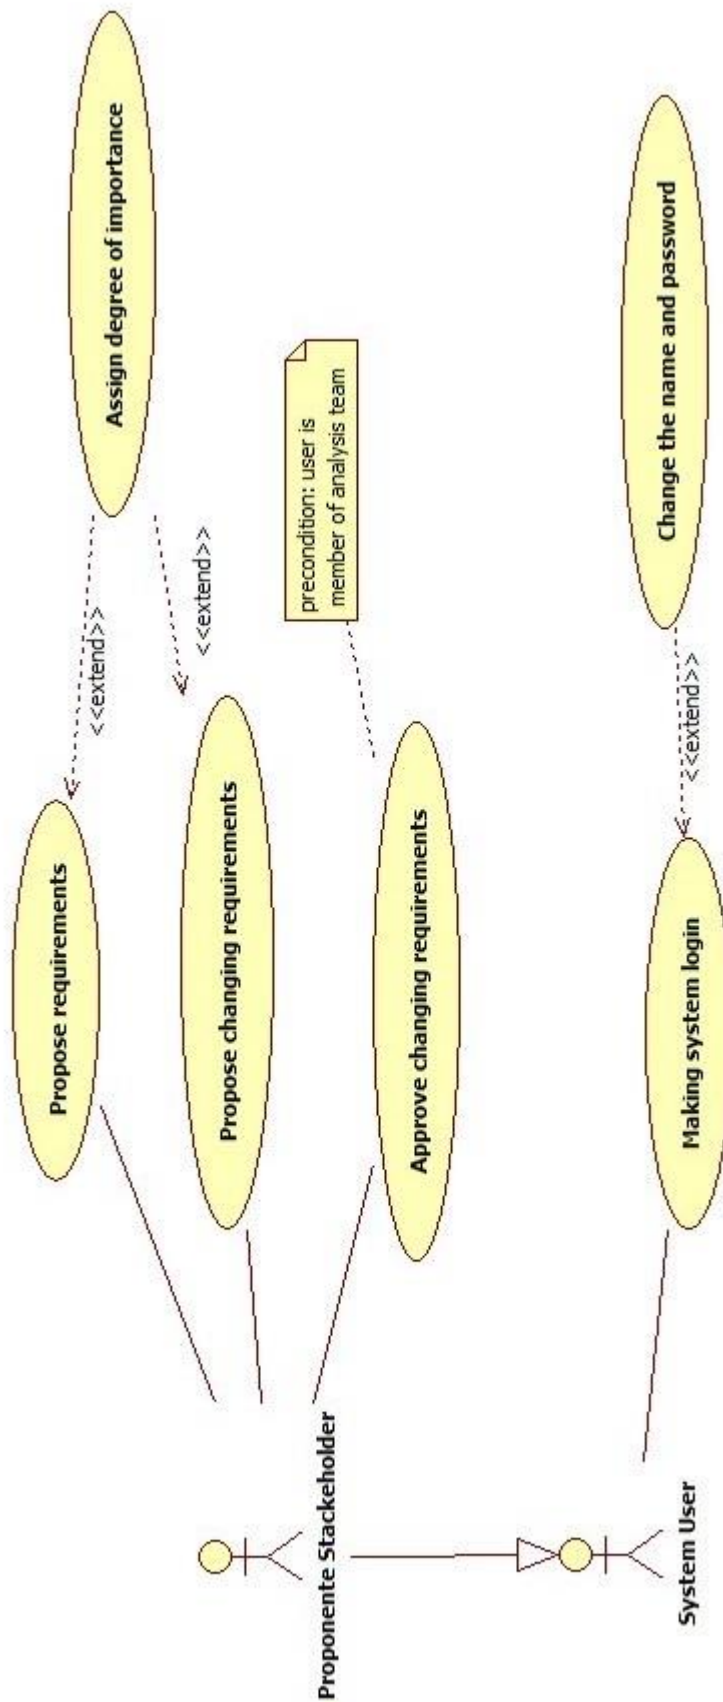 Assign degree of importance
<<extend>>
<<extend>>
Propose requirements
Propose changing requirements
precondition: user is
member of analysis team
Approve changing requirements
Proponente Stackeholder
Change the name and password
<<extend>>
Making system login
System User